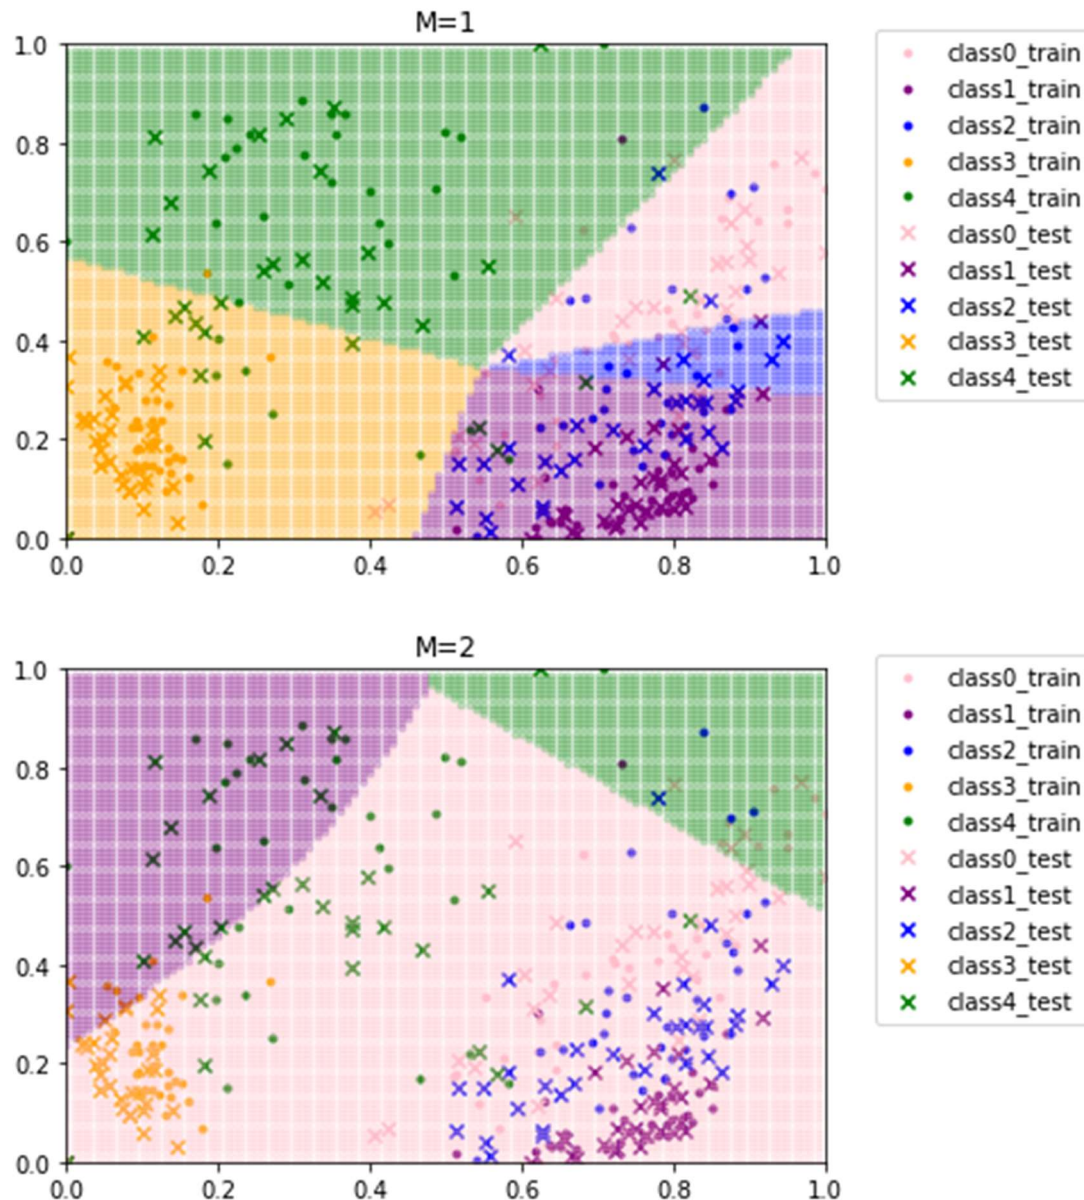 M=1
1.0
0.8
0.6
0.4
0.2
0.0
0.0 0.2 0.4 0.6 0.8 1.0
class0_train
class1_train
class2_train
class3_train
class4_train
class0_test
class1_test
class2_test
class3_test
class4_test
M=2
1.0
0.8
0.6
0.4
0.2
0.0
0.0 0.2 0.4 0.6 0.8 1.0
class0_train
class1_train
class2_train
class3_train
class4_train
class0_test
class1_test
class2_test
class3_test
class4_test